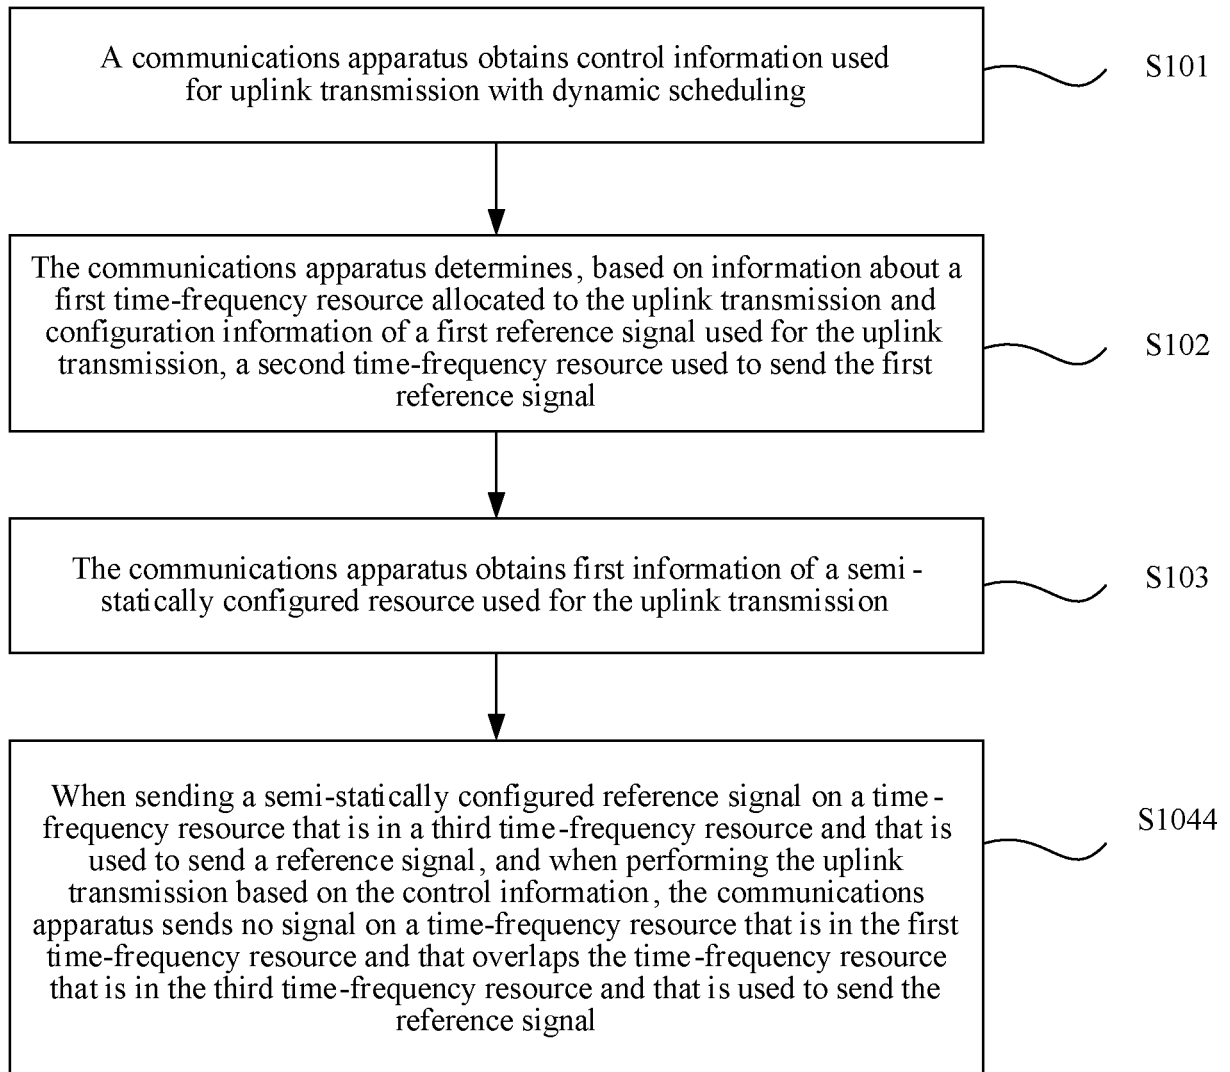 A communications apparatus obtains control information used
for uplink transmission with dynamic scheduling
S101
The communications apparatus determines, based on information about a
first time-frequency resource allocated to the uplink transmission and
configuration information of a first reference signal used for the uplink
transmission, a second time-frequency resource used to send the first
reference signal
S102
The communications apparatus obtains first information of a semi-
statically configured resource used for the uplink transmission
S103
When sending a semi-statically configured reference signal on a time-
frequency resource that is in a third time-frequency resource and that is
used to send a reference signal, and when performing the uplink
transmission based on the control information, the communications
apparatus sends no signal on a time-frequency resource that is in the first
time-frequency resource and that overlaps the time-frequency resource
that is in the third time-frequency resource and that is used to send the
reference signal
S1044